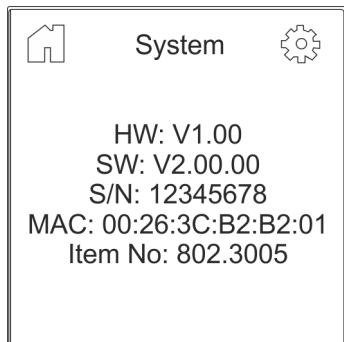 System
HW: V1.00
SW: V2.00.00
S/N: 12345678
MAC: 00:26:3C:B2:B2:01
Item No: 802.3005